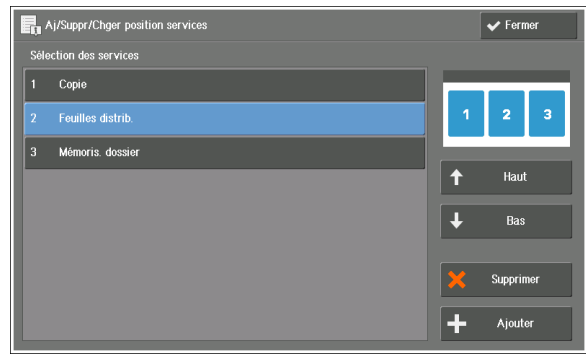 Aj/Suppr/Chger position services
Fermer
Sélection des services
1 Copie
2 Feuilles distrib.
3 Mémoris. dossier
1 2 3
Haut
Bas
Supprimer
Ajouter